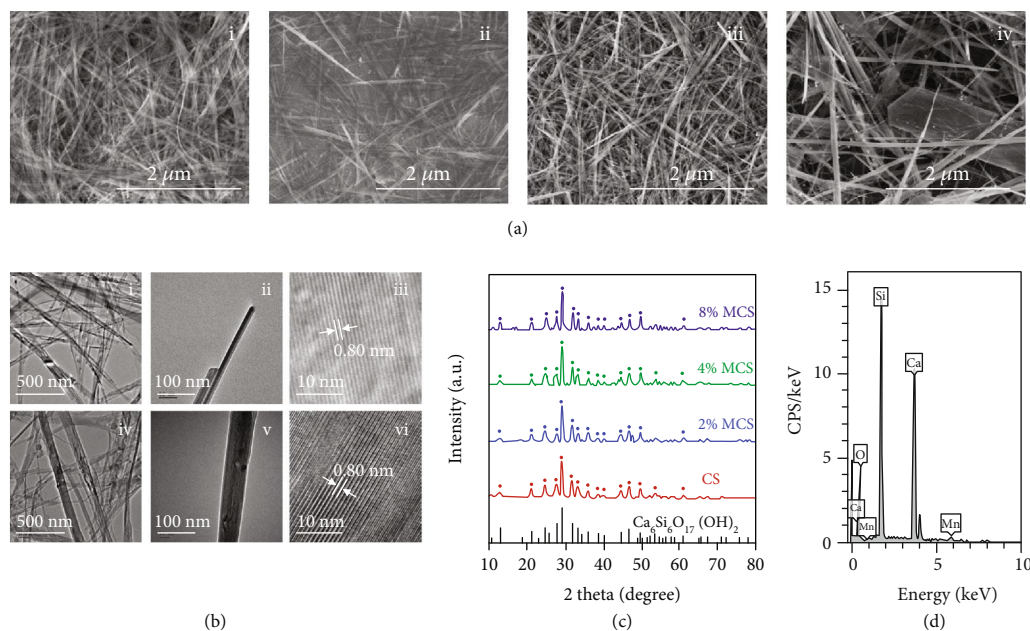 i
ii
iii
iv
2 μm
2 μm
2 μm
2 μm
(a)
i
ii
iii
0.80 nm
500 nm
100 nm
10 nm
iv
v
vi
0.80 nm
500 nm
100 nm
10 nm
(b)
Intensity (a.u.)
8% MCS
4% MCS
2% MCS
CS
Ca6Si6O17 (OH)2
10 20 30 40 50 60 70 80
2 theta (degree)
(c)
CPS/keV
15
10
5
0
Si
Ca
O
Ca
Mn
Mn
0 5 10
Energy (keV)
(d)